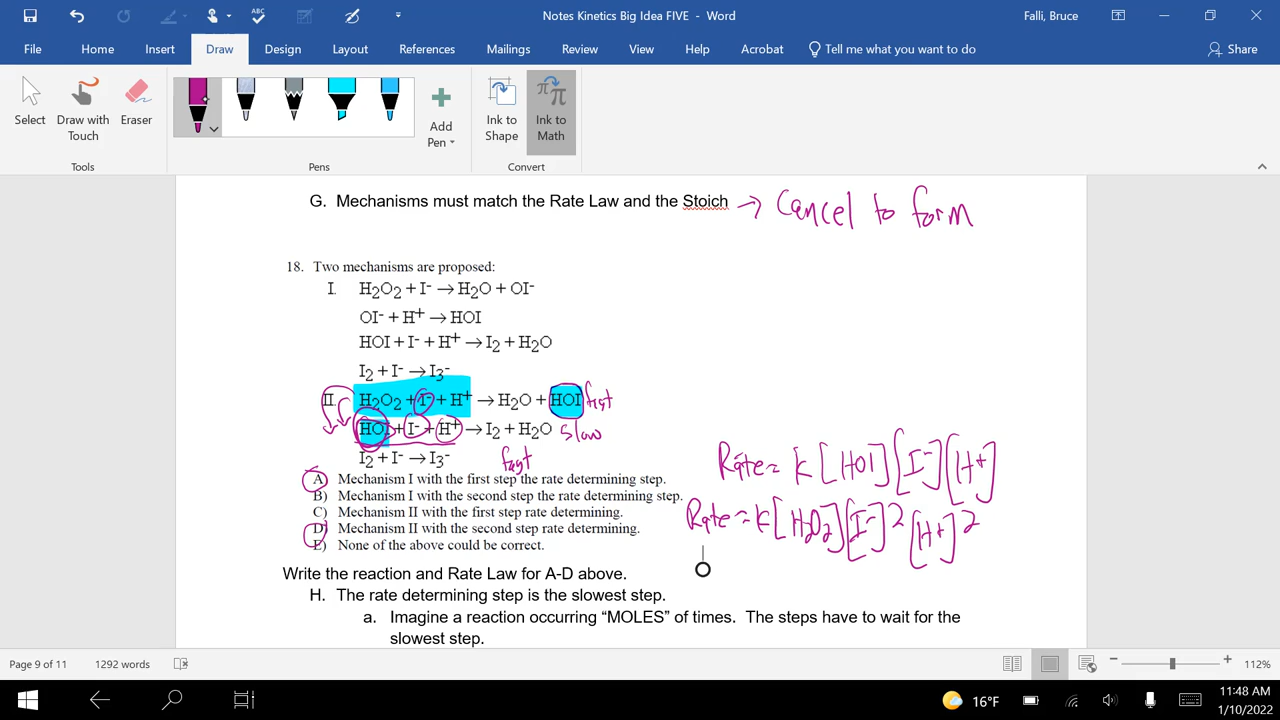 Notes Kinetics Big Idea FIVE - Word
Falli, Bruce
File Home Insert Draw Design Layout References Mailings Review View Help Acrobat Tell me what you want to do Share
Select
Draw with Touch
Eraser
Add Pen
Ink to Shape
Ink to Math
Tools
Pens
Convert
G. Mechanisms must match the Rate Law and the Stoich → Cancel to form
18. Two mechanisms are proposed:
I. H₂O₂ + I⁻ → H₂O + OI⁻
OI⁻ + H⁺ → HOI
HOI + I⁻ + H⁺ → I₂ + H₂O
I₂ + I⁻ → I₃⁻
II. H₂O₂ + I⁻ + H⁺ → H₂O + HOI fast
HOI + I⁻ + H⁺ → I₂ + H₂O slow
I₂ + I⁻ → I₃⁻ fast
Rate = K [HOI] [I⁻] [H⁺]
A) Mechanism I with the first step the rate determining step.
B) Mechanism I with the second step the rate determining step.
C) Mechanism II with the first step rate determining.
Rate = K [H₂O₂] [I⁻]² [H⁺]²
D) Mechanism II with the second step rate determining.
E) None of the above could be correct.
Write the reaction and Rate Law for A-D above.
H. The rate determining step is the slowest step.
a. Imagine a reaction occurring “MOLES” of times. The steps have to wait for the
slowest step.
Page 9 of 11 1292 words 112%
16°F
11:48 AM
1/10/2022